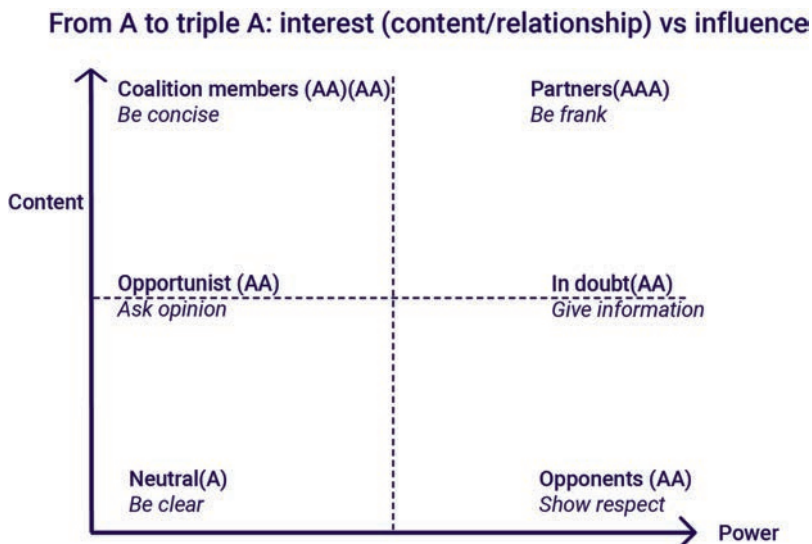 From A to triple A: interest (content/relationship) vs influence
Coalition members (AA)(AA)
Be concise
Partners(AAA)
Be frank
Content
Opportunist (AA)
Ask opinion
In doubt(AA)
Give information
Neutral(A)
Be clear
Opponents (AA)
Show respect
Power